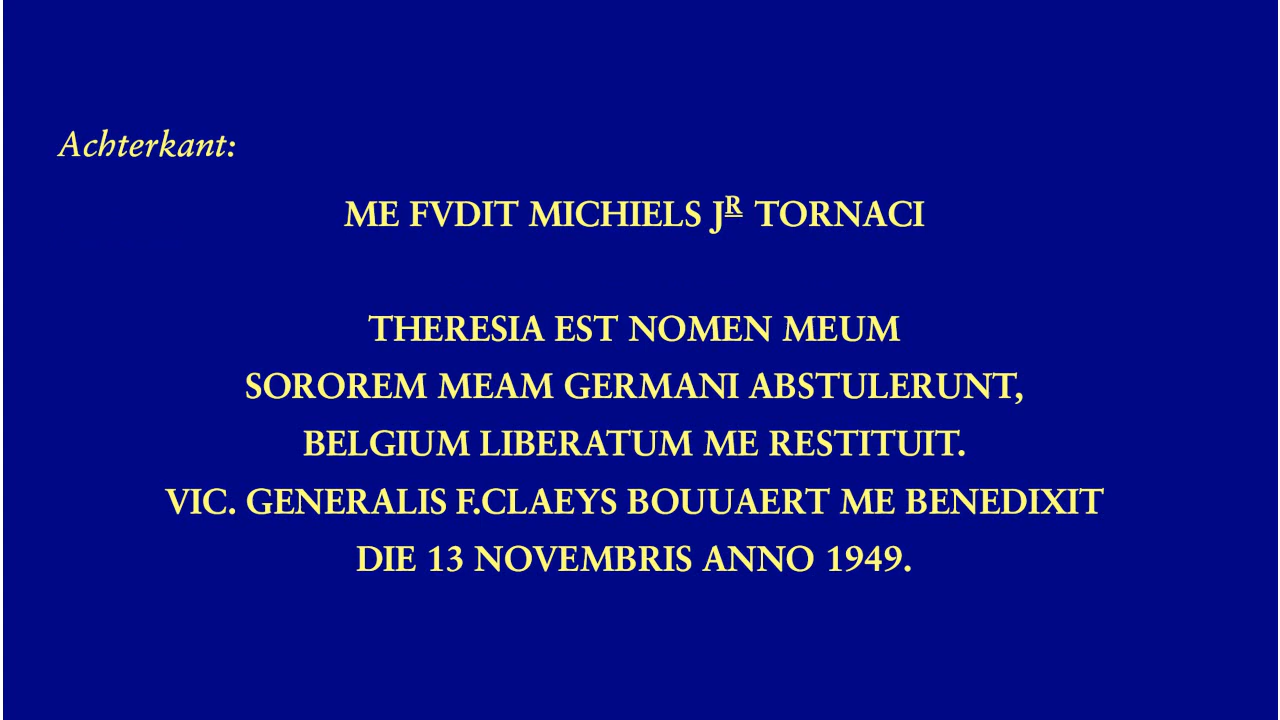 Achterkant:
ME FVDIT MICHIELS JR TORNACI
THERESIA EST NOMEN MEUM
SOROREM MEAM GERMANI ABSTULERUNT,
BELGIUM LIBERATUM ME RESTITUIT.
VIC. GENERALIS F.CLAEYS BOUUAERT ME BENEDIXIT
DIE 13 NOVEMBRIS ANNO 1949.